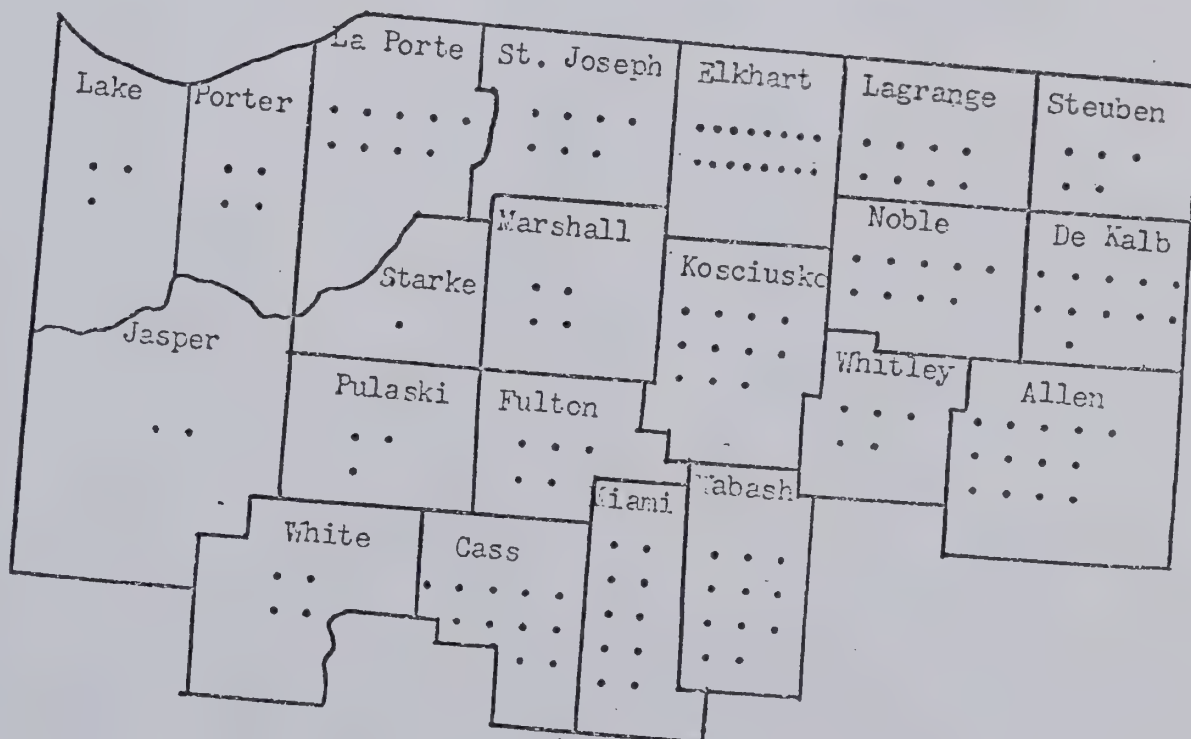 La Porte
St. Joseph
Elkhart
Lagrange
Steuben
Lake
Porter
Marshall
Noble
De Kalb
Starke
Kosciusko
Jasper
Whitley
Allen
Pulaski
Fulton
Miami
Wabash
White
Cass